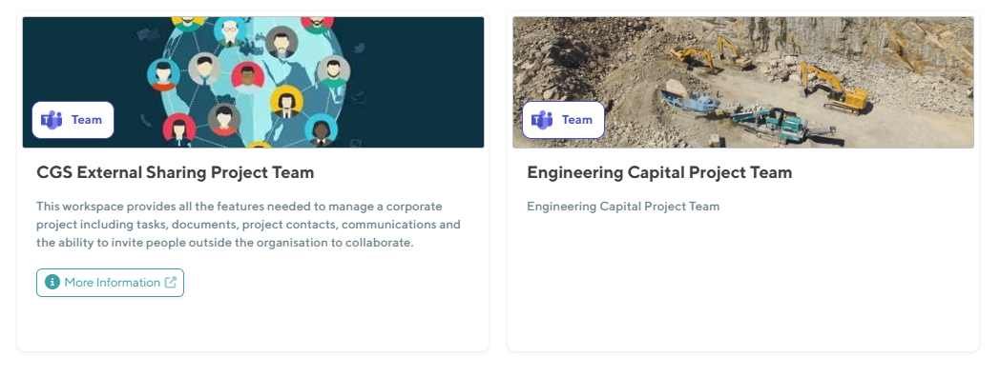 Team
CGS External Sharing Project Team
This workspace provides all the features needed to manage a corporate
project including tasks, documents, project contacts, communications and
the ability to invite people outside the organisation to collaborate.
More Information
Team
Engineering Capital Project Team
Engineering Capital Project Team